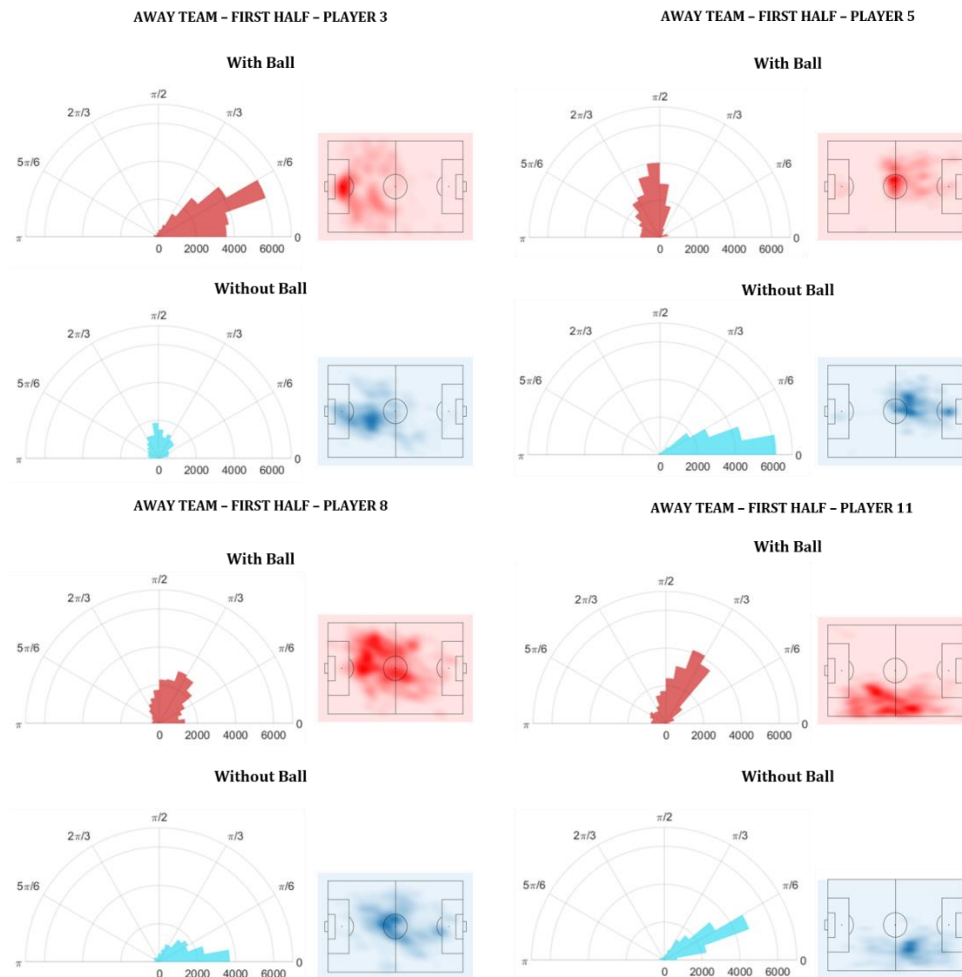 AWAY TEAM – FIRST HALF – PLAYER 3
With Ball
π/2
2π/3 π/3
5π/6 π/6
π 0
0 2000 4000 6000
Without Ball
π/2
2π/3 π/3
5π/6 π/6
π 0
0 2000 4000 6000
AWAY TEAM – FIRST HALF – PLAYER 5
With Ball
π/2
2π/3 π/3
5π/6 π/6
π 0
0 2000 4000 6000
Without Ball
π/2
2π/3 π/3
5π/6 π/6
π 0
0 2000 4000 6000
AWAY TEAM – FIRST HALF – PLAYER 8
With Ball
π/2
2π/3 π/3
5π/6 π/6
π 0
0 2000 4000 6000
Without Ball
π/2
2π/3 π/3
5π/6 π/6
π 0
0 2000 4000 6000
AWAY TEAM – FIRST HALF – PLAYER 11
With Ball
π/2
2π/3 π/3
5π/6 π/6
π 0
0 2000 4000 6000
Without Ball
π/2
2π/3 π/3
5π/6 π/6
π 0
0 2000 4000 6000